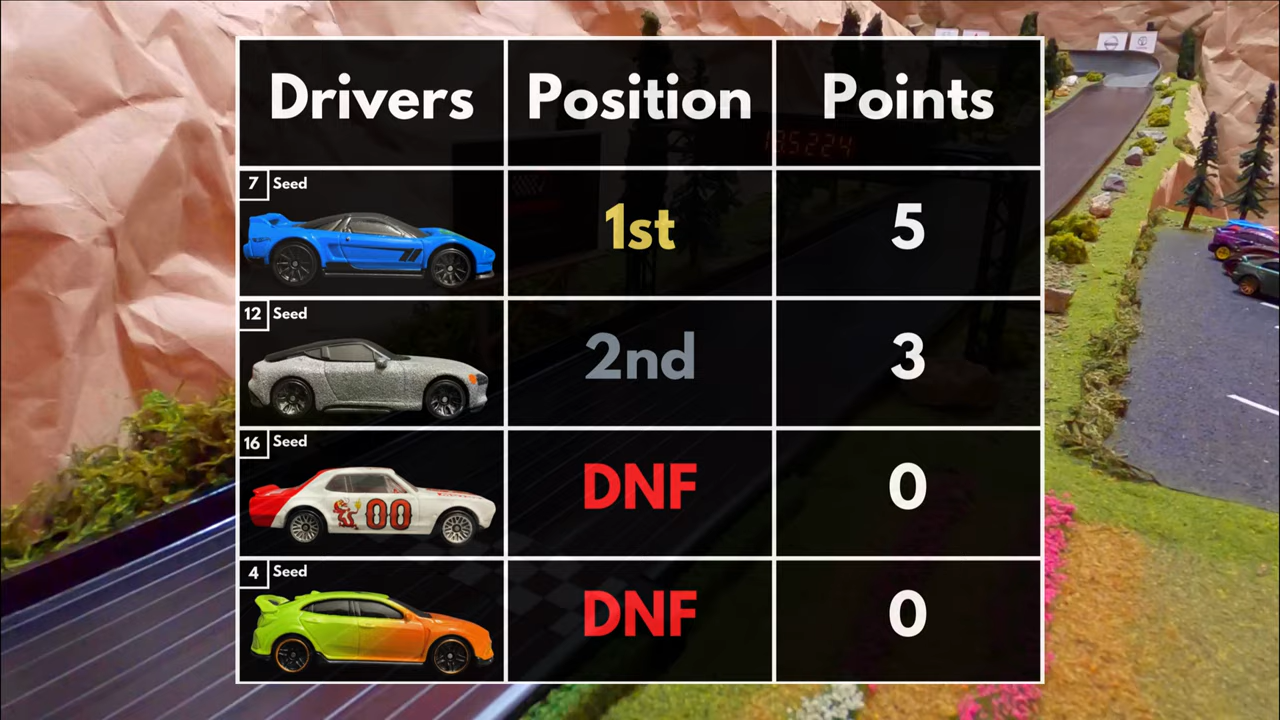 Drivers Position Points
7 Seed
1st 5
12 Seed
2nd 3
16 Seed
00
DNF 0
4 Seed
DNF 0